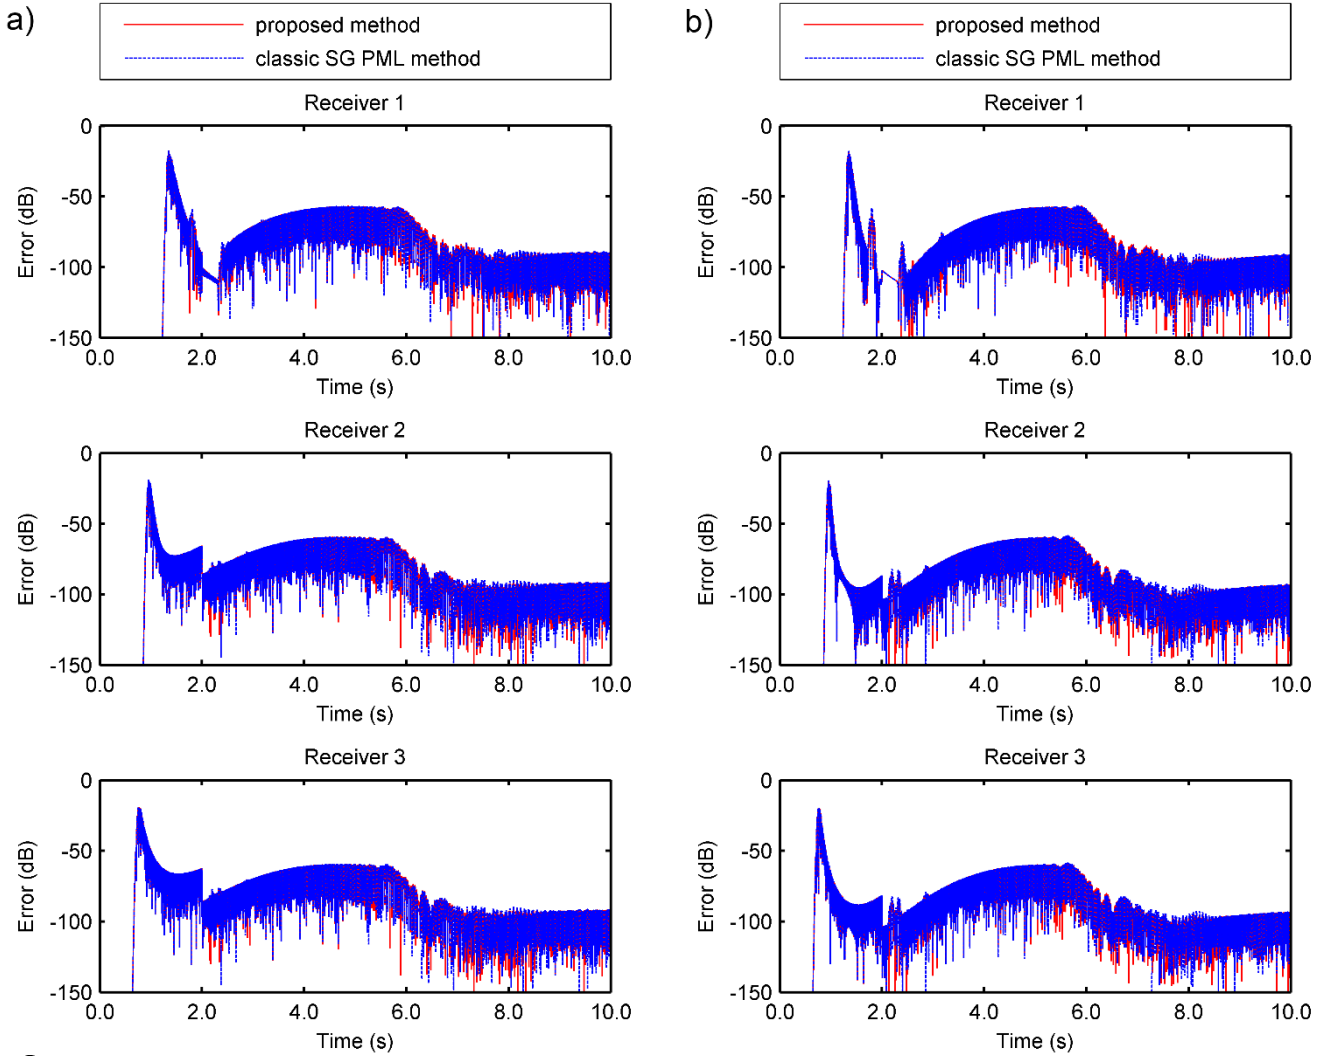 a)
proposed method
classic SG PML method
Receiver 1
0
-50
-100
-150
Error (dB)
0.0 2.0 4.0 6.0 8.0 10.0
Time (s)
Receiver 2
0
-50
-100
-150
Error (dB)
0.0 2.0 4.0 6.0 8.0 10.0
Time (s)
Receiver 3
0
-50
-100
-150
Error (dB)
0.0 2.0 4.0 6.0 8.0 10.0
Time (s)
b)
proposed method
classic SG PML method
Receiver 1
0
-50
-100
-150
Error (dB)
0.0 2.0 4.0 6.0 8.0 10.0
Time (s)
Receiver 2
0
-50
-100
-150
Error (dB)
0.0 2.0 4.0 6.0 8.0 10.0
Time (s)
Receiver 3
0
-50
-100
-150
Error (dB)
0.0 2.0 4.0 6.0 8.0 10.0
Time (s)